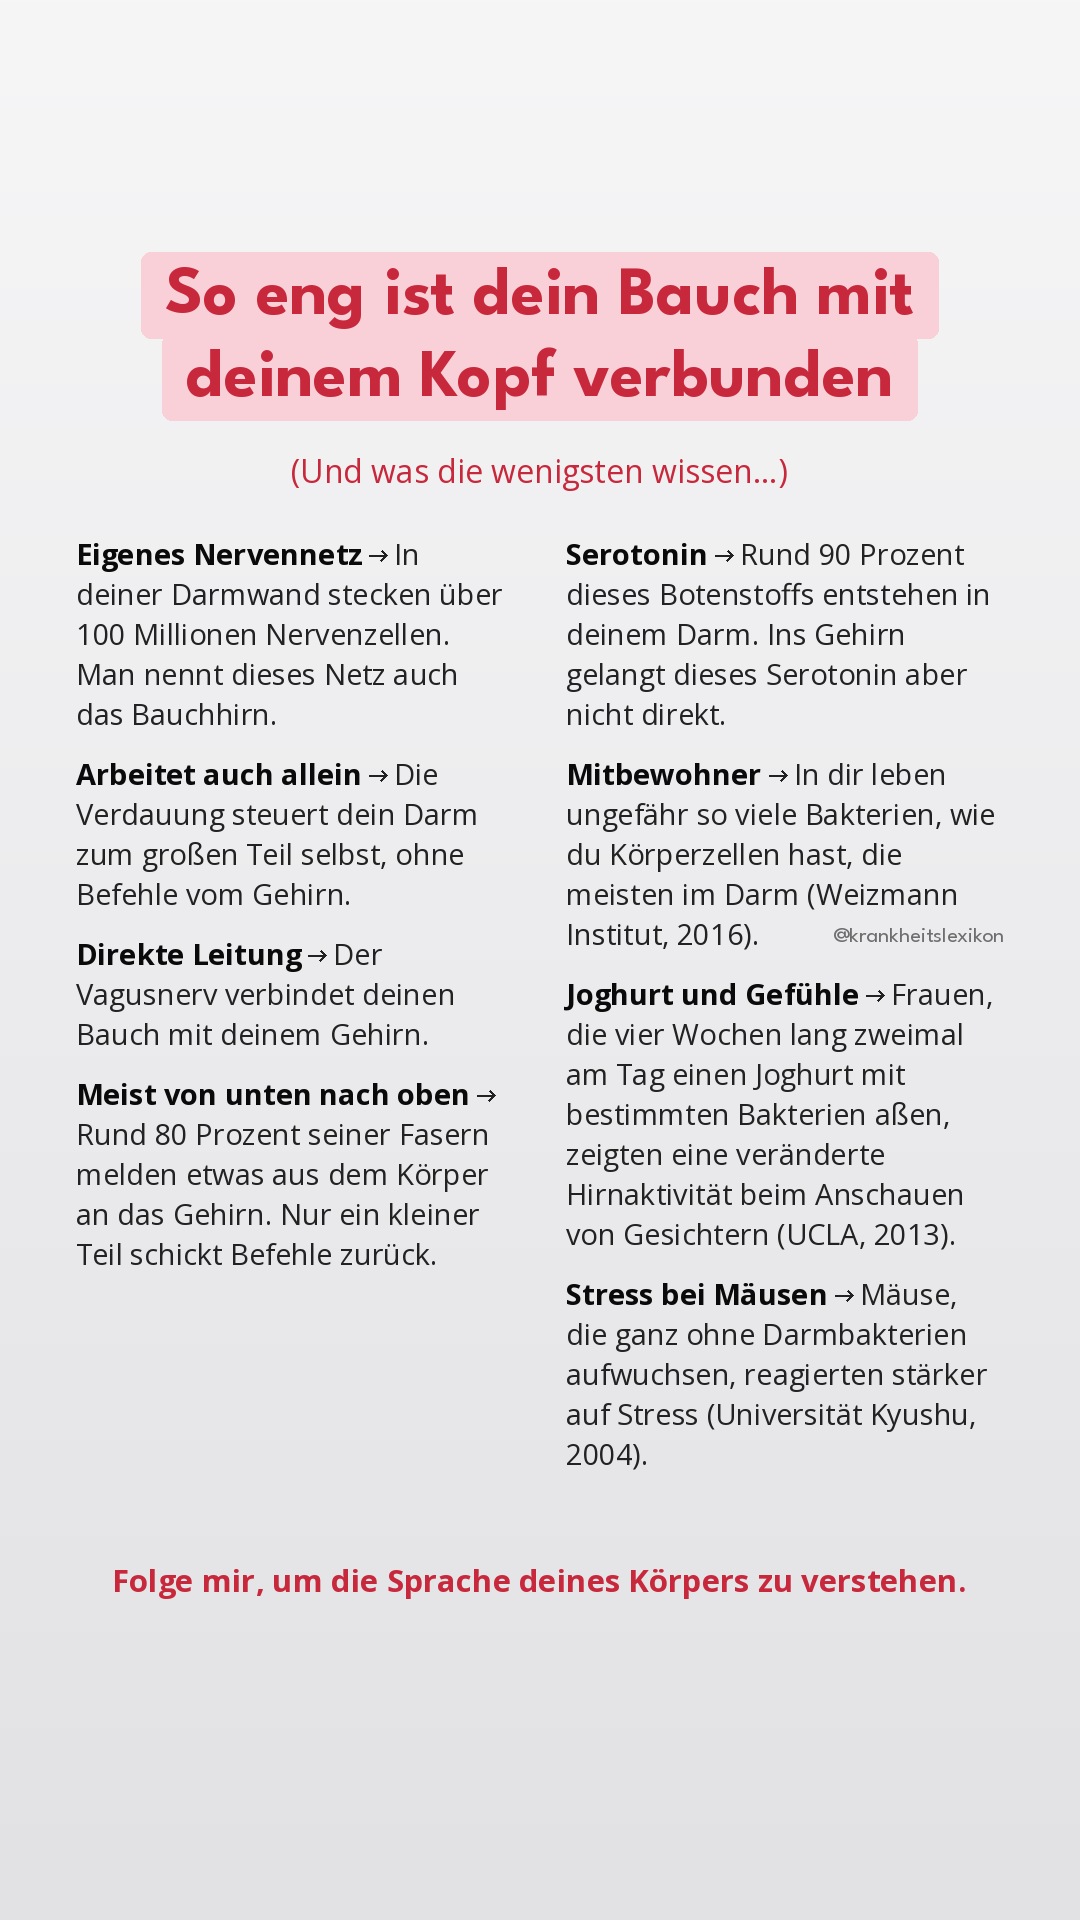 So eng ist dein Bauch mit
deinem Kopf verbunden
(Und was die wenigsten wissen...)
Eigenes Nervennetz → In
deiner Darmwand stecken über
100 Millionen Nervenzellen.
Man nennt dieses Netz auch
das Bauchhirn.
Arbeitet auch allein → Die
Verdauung steuert dein Darm
zum großen Teil selbst, ohne
Befehle vom Gehirn.
Direkte Leitung → Der
Vagusnerv verbindet deinen
Bauch mit deinem Gehirn.
Meist von unten nach oben →
Rund 80 Prozent seiner Fasern
melden etwas aus dem Körper
an das Gehirn. Nur ein kleiner
Teil schickt Befehle zurück.
Serotonin → Rund 90 Prozent
dieses Botenstoffs entstehen in
deinem Darm. Ins Gehirn
gelangt dieses Serotonin aber
nicht direkt.
Mitbewohner → In dir leben
ungefähr so viele Bakterien, wie
du Körperzellen hast, die
meisten im Darm (Weizmann
Institut, 2016).
@krankheitslexikon
Joghurt und Gefühle → Frauen,
die vier Wochen lang zweimal
am Tag einen Joghurt mit
bestimmten Bakterien aßen,
zeigten eine veränderte
Hirnaktivität beim Anschauen
von Gesichtern (UCLA, 2013).
Stress bei Mäusen → Mäuse,
die ganz ohne Darmbakterien
aufwuchsen, reagierten stärker
auf Stress (Universität Kyushu,
2004).
Folge mir, um die Sprache deines Körpers zu verstehen.